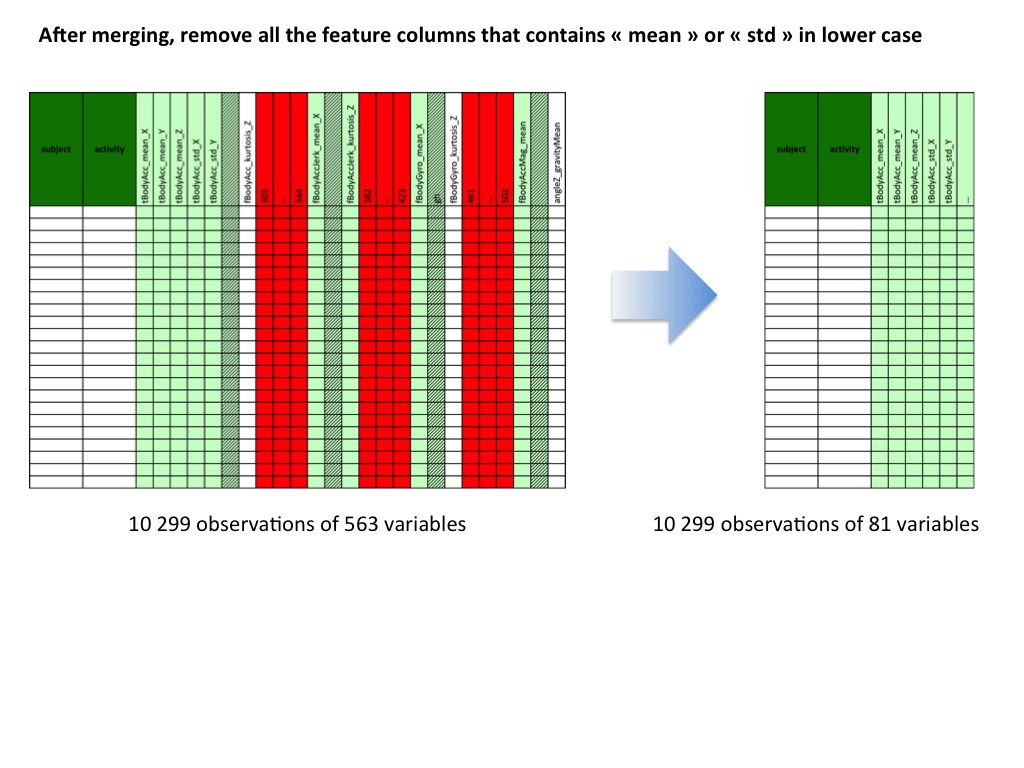 After merging, remove all the feature columns that contains « mean » or « std » in lower case
subject
activity
tBodyAcc_mean_X
tBodyAcc_mean_Y
tBodyAcc_mean_Z
tBodyAcc_std_X
tBodyAcc_std_Y
fBodyAcc_kurtosis_Z
303
...
344
fBodyAccJerk_mean_X
fBodyAccJerk_kurtosis_Z
382
...
423
fBodyGyro_mean_X
fBodyGyro_kurtosis_Z
461
...
502
fBodyAccMag_mean
angleZ_gravityMean
subject
activity
tBodyAcc_mean_X
tBodyAcc_mean_Y
tBodyAcc_mean_Z
tBodyAcc_std_X
tBodyAcc_std_Y
...
10 299 observations of 563 variables
10 299 observations of 81 variables